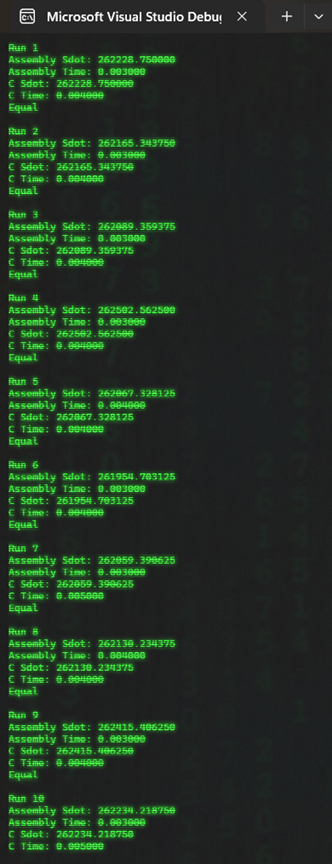 Microsoft Visual Studio Debug
Run 1
Assembly Sdot: 262228.750000
Assembly Time: 0.003000
C Sdot: 262228.750000
C Time: 0.004000
Equal
Run 2
Assembly Sdot: 262165.343750
Assembly Time: 0.003000
C Sdot: 262165.343750
C Time: 0.004000
Equal
Run 3
Assembly Sdot: 262089.359375
Assembly Time: 0.003000
C Sdot: 262089.359375
C Time: 0.004000
Equal
Run 4
Assembly Sdot: 262502.562500
Assembly Time: 0.003000
C Sdot: 262502.562500
C Time: 0.004000
Equal
Run 5
Assembly Sdot: 262067.328125
Assembly Time: 0.004000
C Sdot: 262067.328125
C Time: 0.004000
Equal
Run 6
Assembly Sdot: 261954.703125
Assembly Time: 0.003000
C Sdot: 261954.703125
C Time: 0.004000
Equal
Run 7
Assembly Sdot: 262059.390625
Assembly Time: 0.003000
C Sdot: 262059.390625
C Time: 0.005000
Equal
Run 8
Assembly Sdot: 262130.234375
Assembly Time: 0.004000
C Sdot: 262130.234375
C Time: 0.004000
Equal
Run 9
Assembly Sdot: 262415.406250
Assembly Time: 0.003000
C Sdot: 262415.406250
C Time: 0.004000
Equal
Run 10
Assembly Sdot: 262234.218750
Assembly Time: 0.003000
C Sdot: 262234.218750
C Time: 0.005000